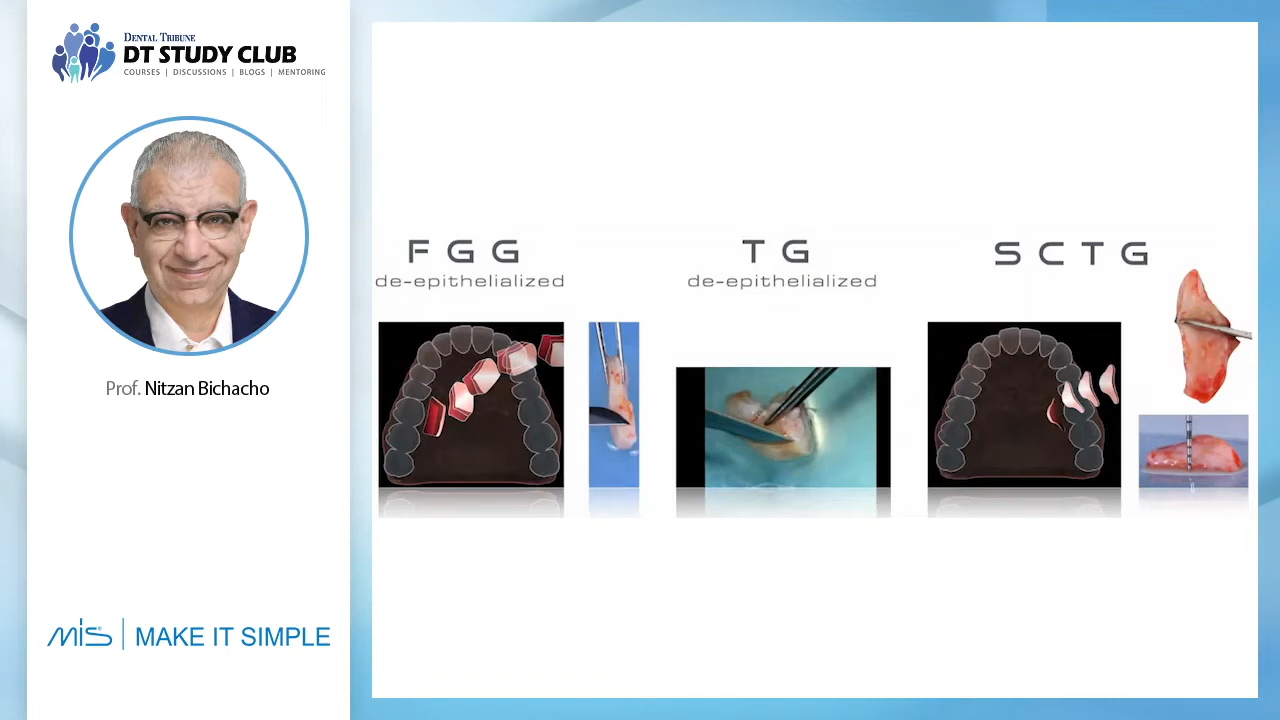 DENTAL TRIBUNE
DT STUDY CLUB
COURSES | DISCUSSIONS | BLOGS | MENTORING
Prof. Nitzan Bichacho
MIS | MAKE IT SIMPLE
FGG
de-epithelialized
TG
de-epithelialized
SCTG